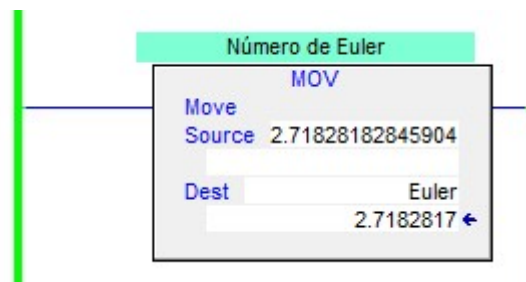 Número de Euler
MOV
Move
Source 2.71828182845904
Dest Euler
2.7182817